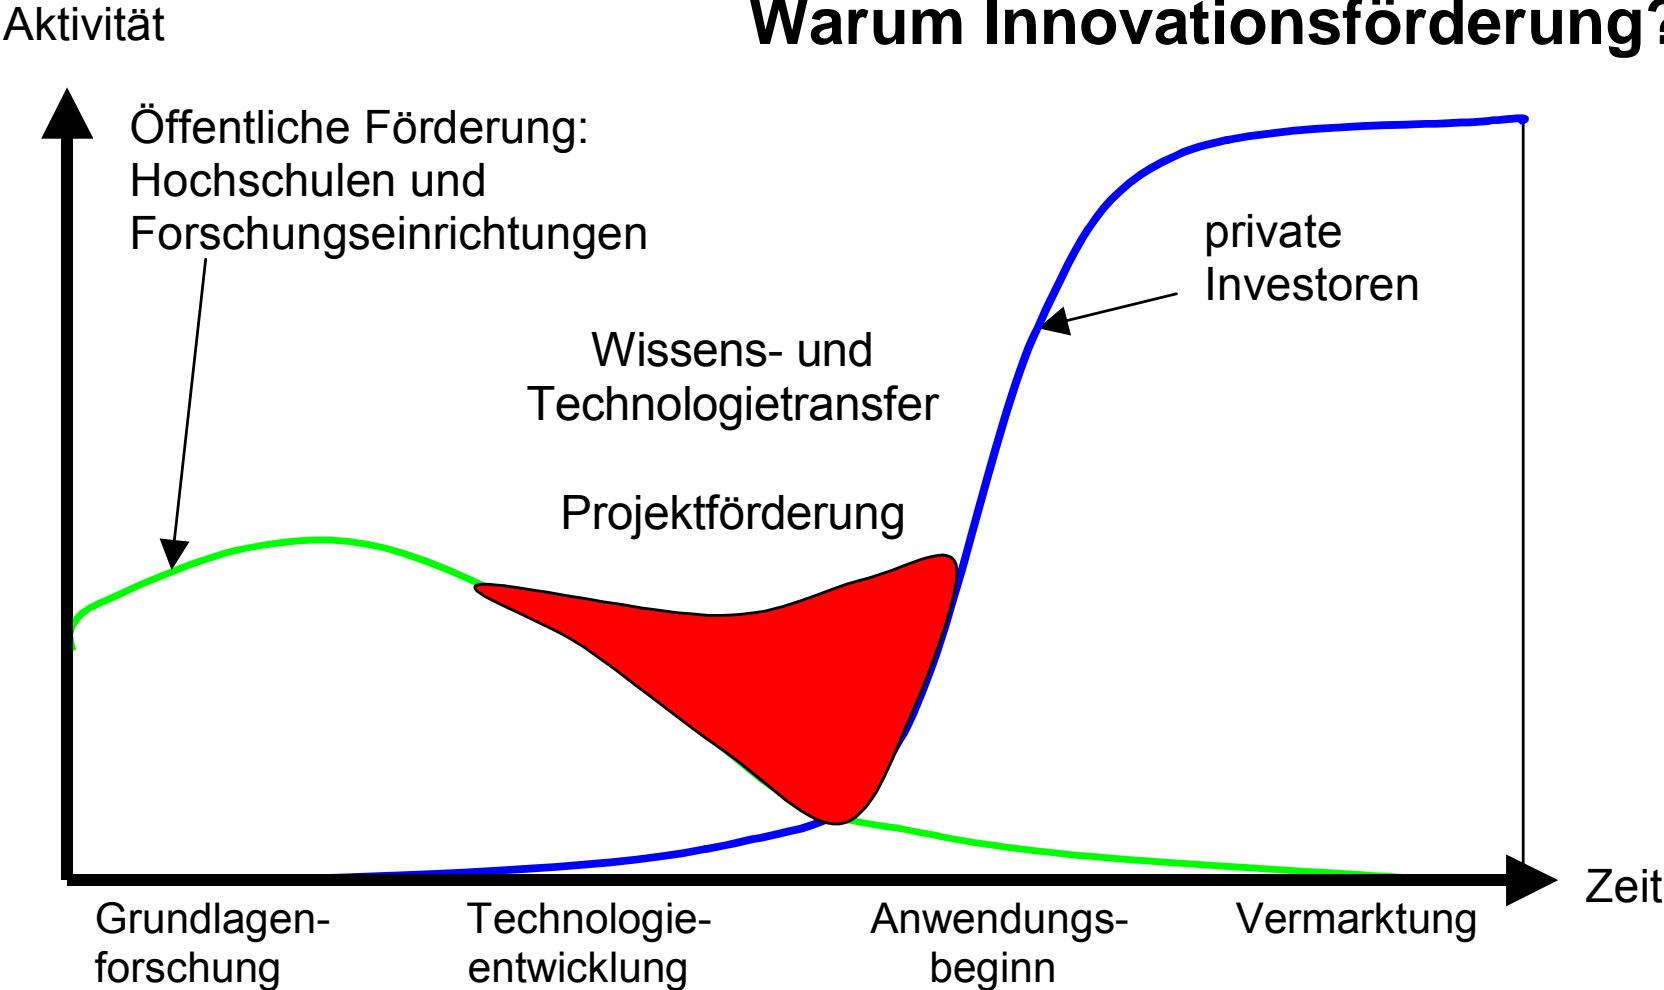 Aktivität
Warum Innovationsförderung?
Öffentliche Förderung:
Hochschulen und
Forschungseinrichtungen
private
Investoren
Wissens- und
Technologietransfer
Projektförderung
Zeit
Grundlagen-
forschung
Technologie-
entwicklung
Anwendungs-
beginn
Vermarktung